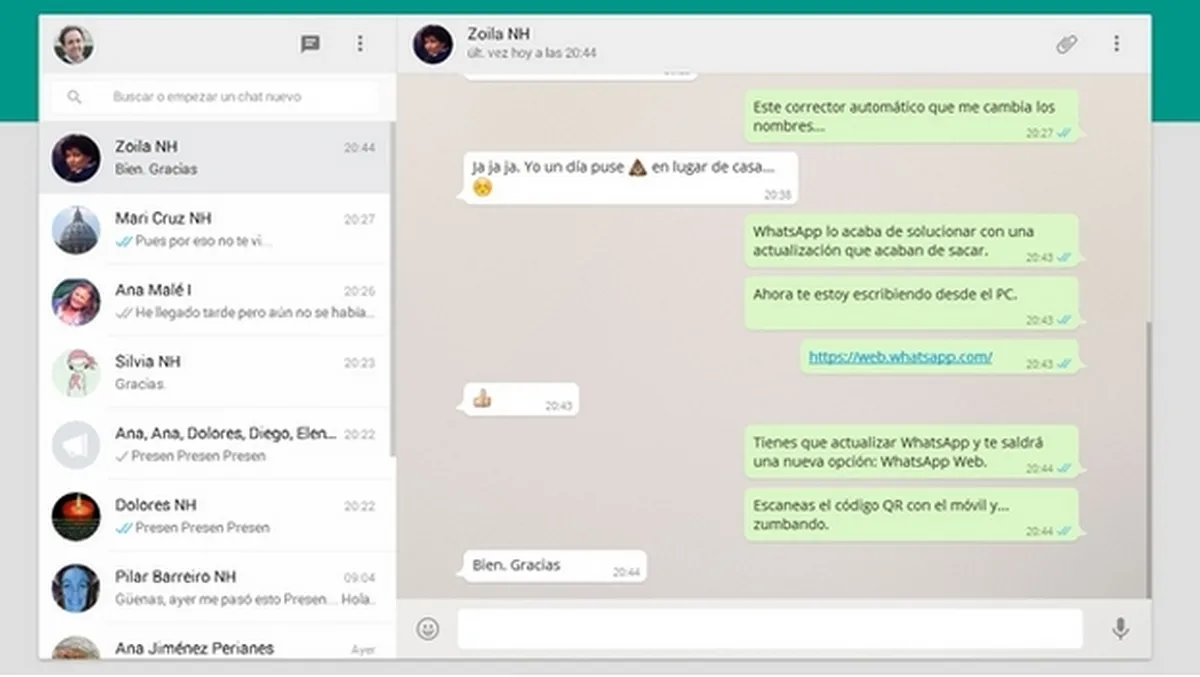 Zoila NH
últ. vez hoy a las 20:44
Buscar o empezar un chat nuevo
Zoila NH 20:44
Bien. Gracias
Mari Cruz NH 20:27
Pues por eso no te vi...
Ana Malé I 20:26
He llegado tarde pero aún no se había...
Silvia NH 20:23
Gracias.
Ana, Ana, Dolores, Diego, Elen... 20:22
Presen Presen Presen
Dolores NH 20:22
Presen Presen Presen
Pilar Barreiro NH 09:04
Güenas, ayer me pasó esto Presen... Hola.
Ana Jiménez Perianes Ayer
Este corrector automático que me cambia los
nombres...
20:27
Ja ja ja. Yo un día puse 💩 en lugar de casa...
20:38
WhatsApp lo acaba de solucionar con una
actualización que acaban de sacar.
20:43
Ahora te estoy escribiendo desde el PC.
20:43
https://web.whatsapp.com/ 20:43
👍 20:43
Tienes que actualizar WhatsApp y te saldrá
una nueva opción: WhatsApp Web.
20:44
Escaneas el código QR con el móvil y...
zumbando.
20:44
Bien. Gracias 20:44